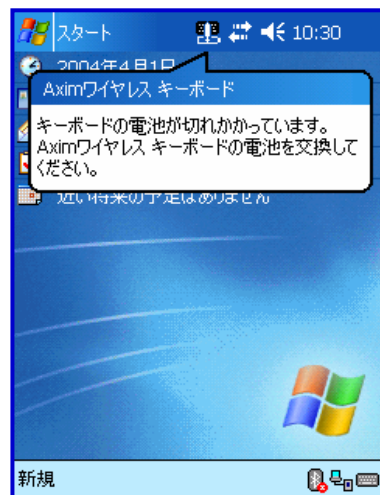 スタート 10:30
2004年4月1日
Aximワイヤレス キーボード
キーボードの電池が切れかかっています。
Aximワイヤレス キーボードの電池を交換して
ください。
近い将来の予定はありません
新規